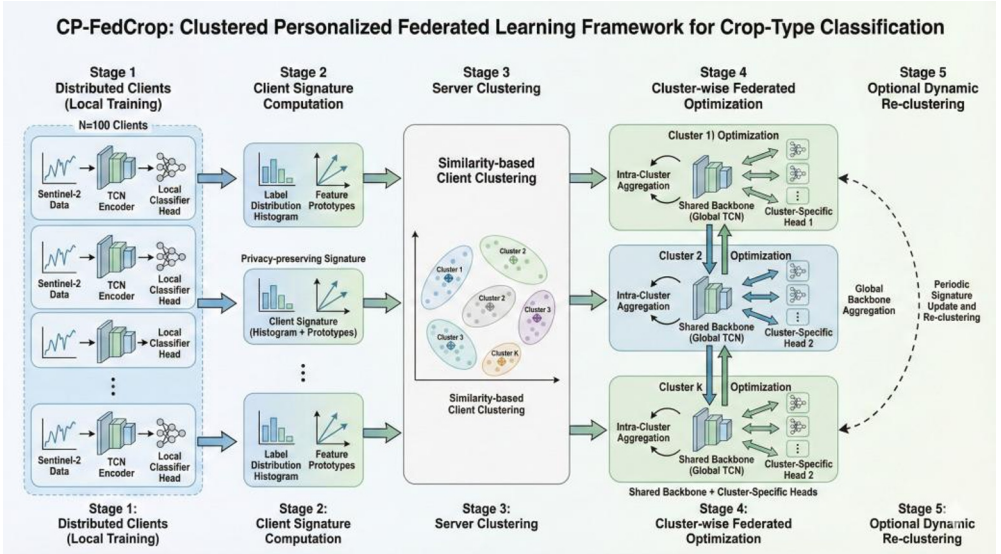 CP-FedCrop: Clustered Personalized Federated Learning Framework for Crop-Type Classification
Stage 1
Distributed Clients
(Local Training)
Stage 2
Client Signature
Computation
Stage 3
Server Clustering
Stage 4
Cluster-wise Federated
Optimization
Stage 5
Optional Dynamic
Re-clustering
N=100 Clients
Sentinel-2
Data
TCN
Encoder
Local
Classifier
Head
Sentinel-2
Data
TCN
Encoder
Local
Classifier
Head
Local
Classifier
Head
Sentinel-2
Data
TCN
Encoder
Local
Classifier
Head
Label
Distribution
Histogram
Feature
Prototypes
Privacy-preserving Signature
Client Signature
(Histogram + Prototypes)
Label
Distribution
Histogram
Feature
Prototypes
Similarity-based
Client Clustering
Cluster 1
Cluster 2
Cluster 2
Cluster 3
Cluster 3
Cluster K
Similarity-based
Client Clustering
Cluster 1) Optimization
Intra-Cluster
Aggregation
Shared Backbone
(Global TCN)
Cluster-Specific
Head 1
Cluster 2
Optimization
Intra-Cluster
Aggregation
Shared Backbone
(Global TCN)
Cluster-Specific
Head 2
Cluster k
Optimization
Intra-Cluster
Aggregation
Shared Backbone
(Global TCN)
Cluster-Specific
Head 2
Shared Backbone + Cluster-Specific Heads
Global
Backbone
Aggregation
Periodic
Signature
Update and
Re-clustering
Stage 1:
Distributed Clients
(Local Training)
Stage 2:
Client Signature
Computation
Stage 3:
Server Clustering
Stage 4:
Cluster-wise Federated
Optimization
Stage 5:
Optional Dynamic
Re-clustering